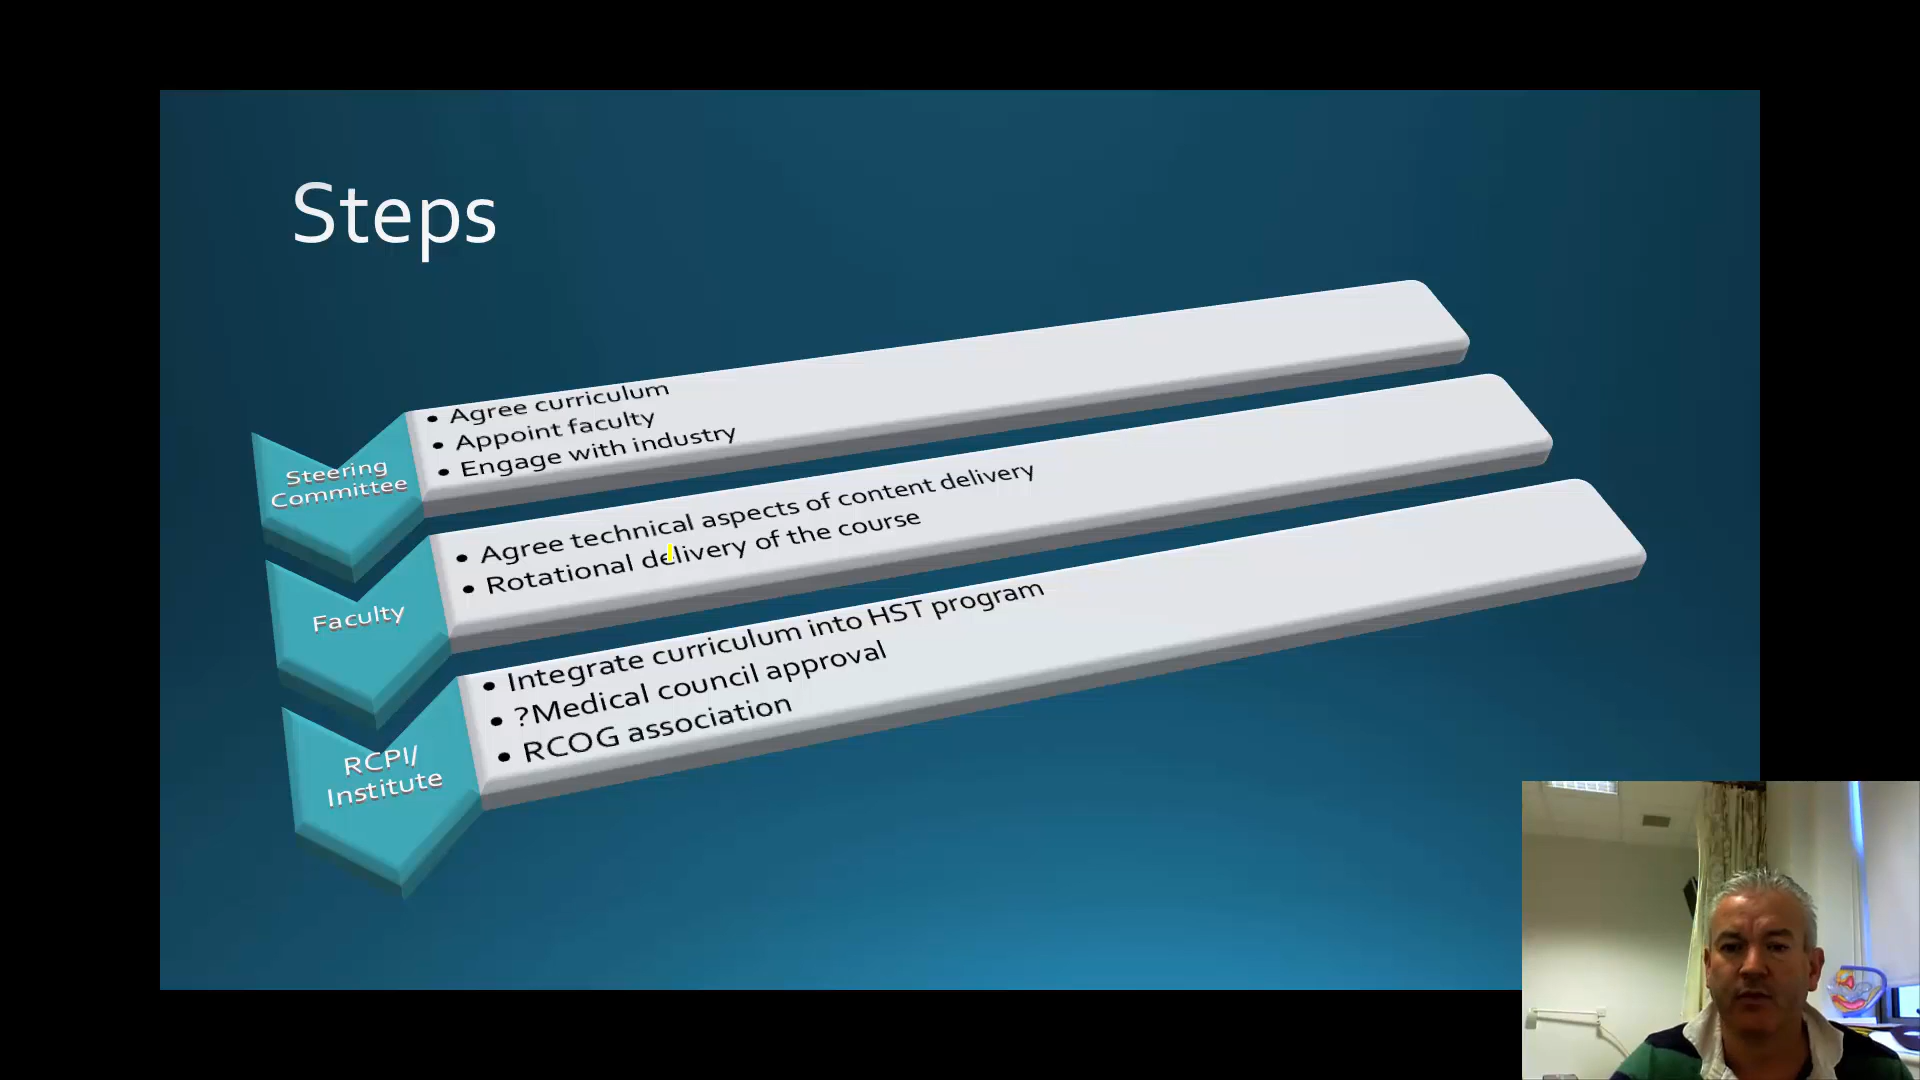 Steps
Steering
Committee
• Agree curriculum
• Appoint faculty
• Engage with industry
Faculty
• Agree technical aspects of content delivery
• Rotational delivery of the course
RCPI/
Institute
• Integrate curriculum into HST program
• ?Medical council approval
• RCOG association